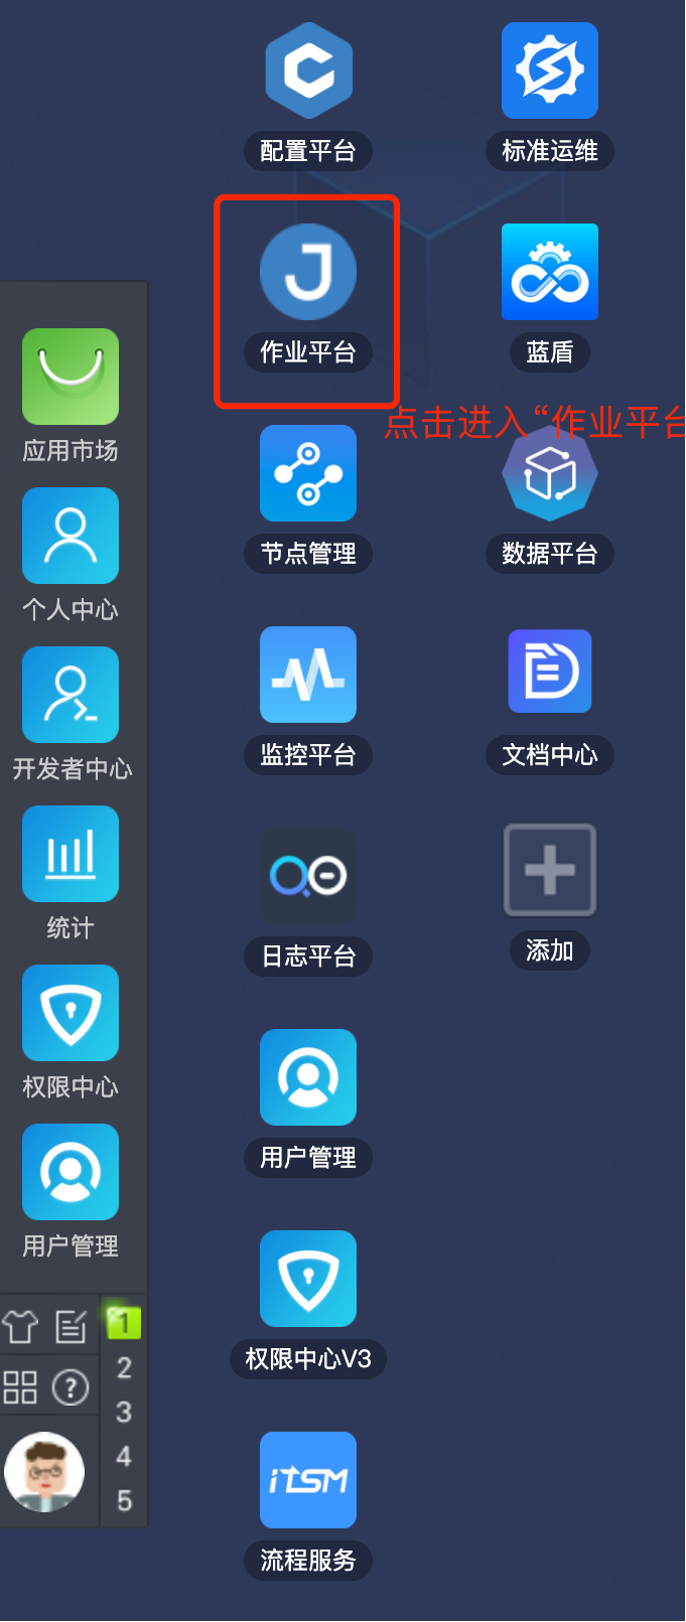 配置平台
标准运维
作业平台
蓝盾
点击进入“作业平台
节点管理
数据平台
监控平台
文档中心
日志平台
添加
用户管理
权限中心V3
iTSM
流程服务
应用市场
个人中心
开发者中心
统计
权限中心
用户管理
1
2
3
4
5